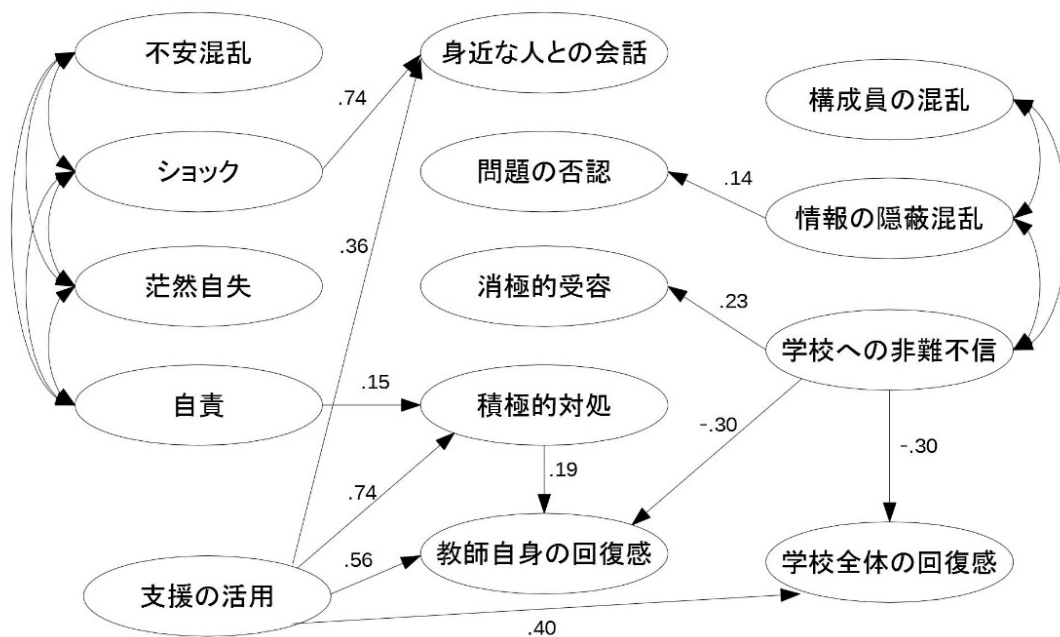 不安混乱
身近な人との会話
構成員の混乱
.74
ショック
問題の否認
.14
情報の隠蔽混乱
.36
茫然自失
消極的受容
.23
学校への非難不信
自責
.15
積極的対処
-.30
-.30
.74
.19
支援の活用
.56
教師自身の回復感
学校全体の回復感
.40